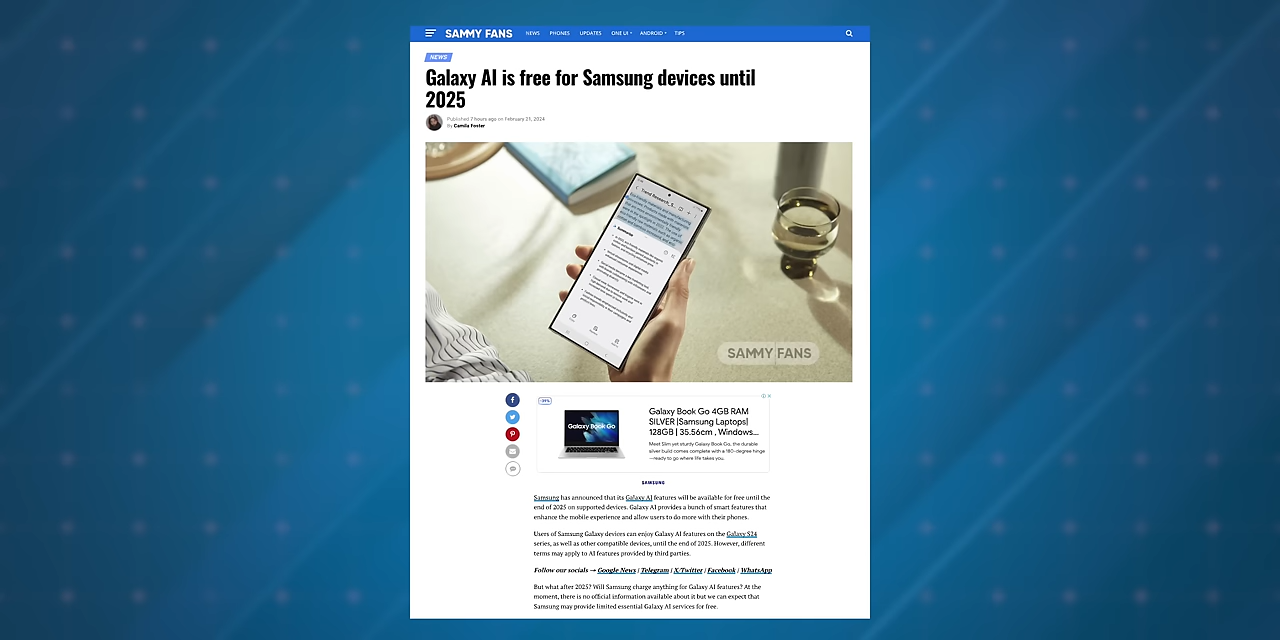 SAMMY FANS NEWS PHONES UPDATES ONE UI ANDROID TIPS
NEWS
Galaxy AI is free for Samsung devices until
2025
Published 7 hours ago on February 21, 2024
By Camila Foster
Trend Research_S...
Summaries
SAMMY FANS
-39%
Galaxy Book Go
Galaxy Book Go 4GB RAM
SILVER |Samsung Laptops|
128GB | 35.56cm , Windows...
Meet Slim yet sturdy Galaxy Book Go, the durable
silver build comes complete with a 180-degree hinge
—ready to go where life takes you.
SAMSUNG
Samsung has announced that its Galaxy AI features will be available for free until the
end of 2025 on supported devices. Galaxy AI provides a bunch of smart features that
enhance the mobile experience and allow users to do more with their phones.
Users of Samsung Galaxy devices can enjoy Galaxy AI features on the Galaxy S24
series, as well as other compatible devices, until the end of 2025. However, different
terms may apply to AI features provided by third parties.
Follow our socials → Google News | Telegram | X/Twitter | Facebook | WhatsApp
But what after 2025? Will Samsung charge anything for Galaxy AI features? At the
moment, there is no official information available about it but we can expect that
Samsung may provide limited essential Galaxy AI services for free.